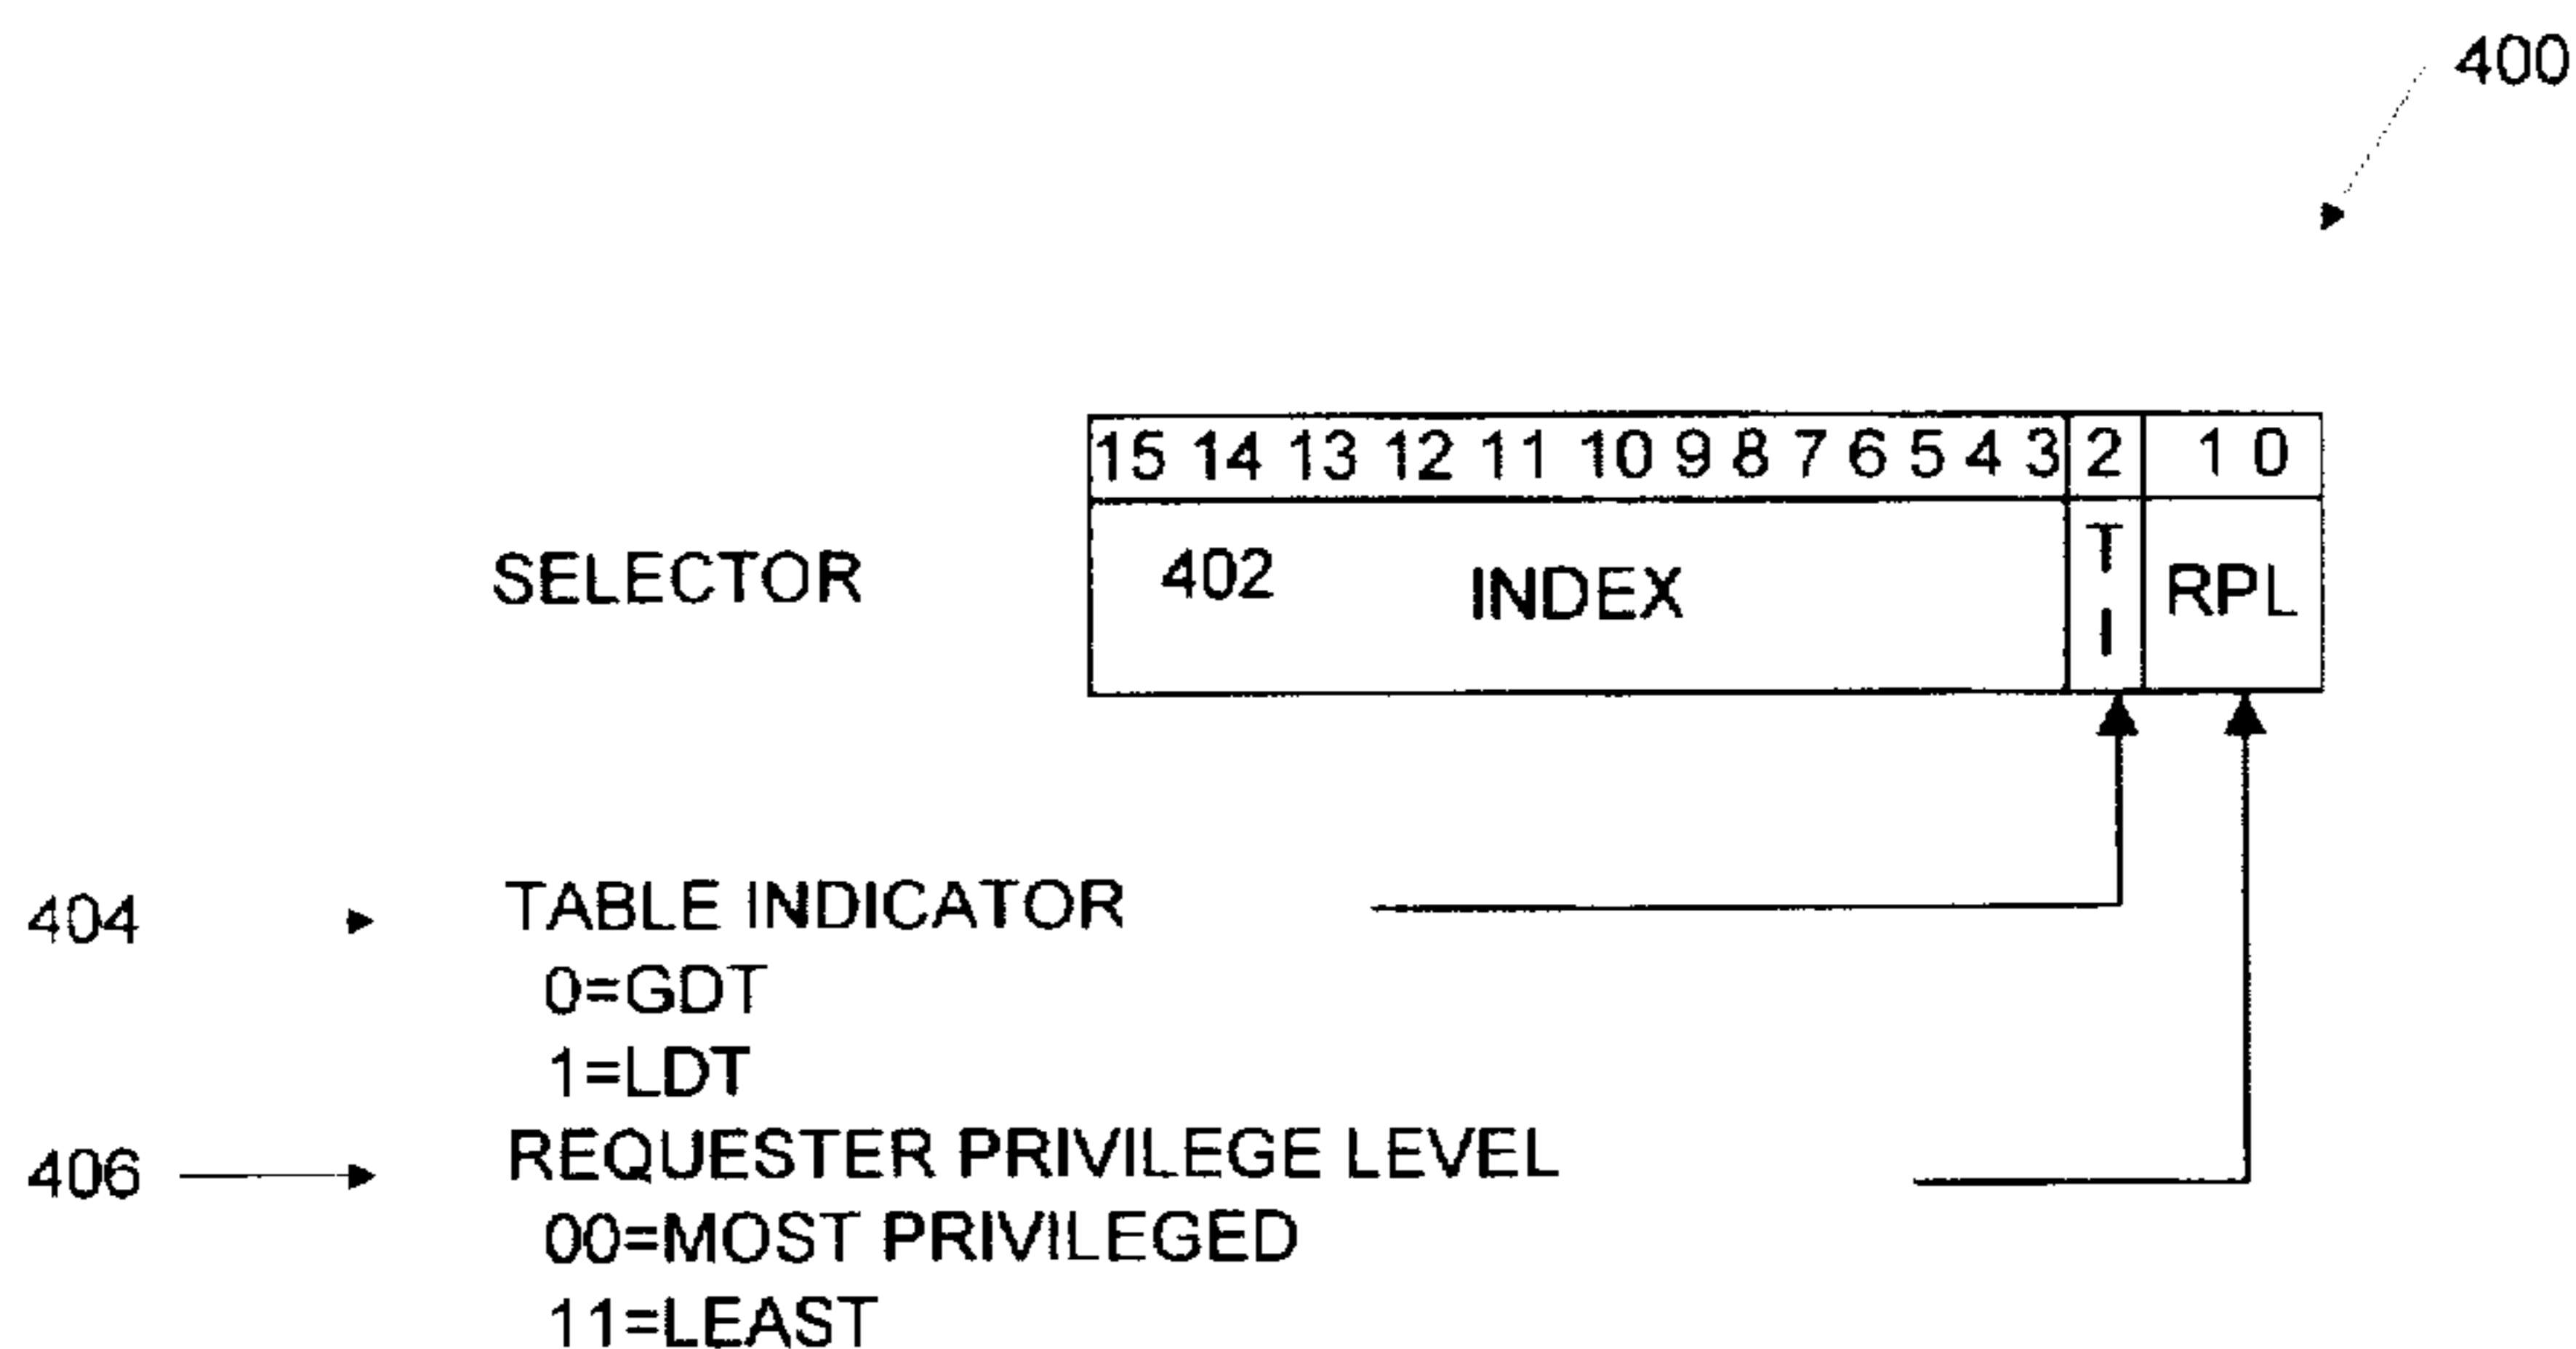 400
15 14 13 12 11 10 9 8 7 6 5 4 3 2 1 0
SELECTOR 402 INDEX TI RPL
404 TABLE INDICATOR
0=GDT
1=LDT
406 REQUESTER PRIVILEGE LEVEL
00=MOST PRIVILEGED
11=LEAST